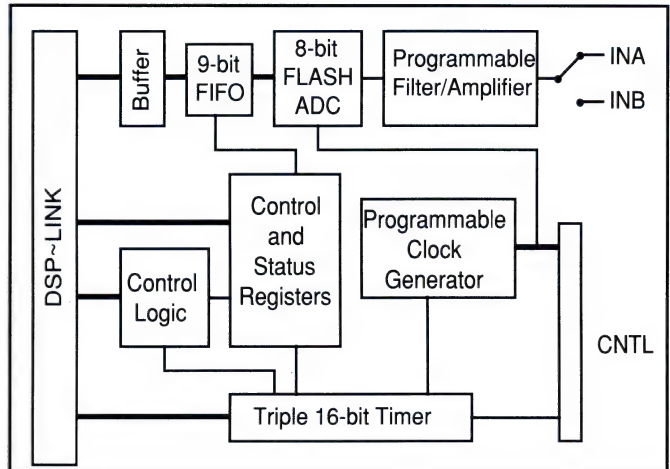 DSP~LINK
Buffer
9-bit
FIFO
8-bit
FLASH
ADC
Programmable
Filter/Amplifier
INA
INB
Control
and
Status
Registers
Programmable
Clock
Generator
Control
Logic
CNTL
Triple 16-bit Timer